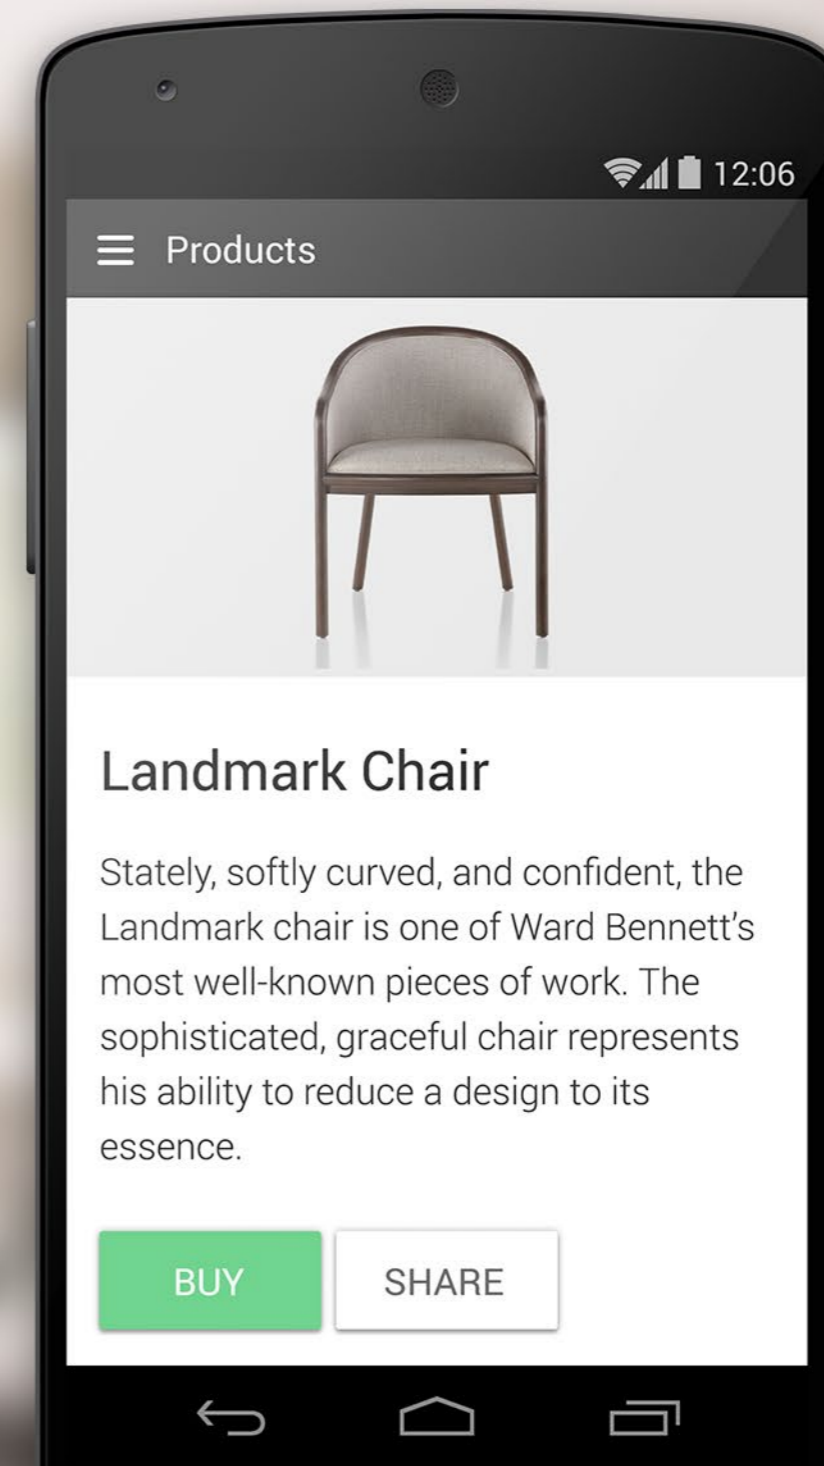 12:06
Products
Landmark Chair
Stately, softly curved, and confident, the
Landmark chair is one of Ward Bennett’s
most well-known pieces of work. The
sophisticated, graceful chair represents
his ability to reduce a design to its
essence.
BUY
SHARE